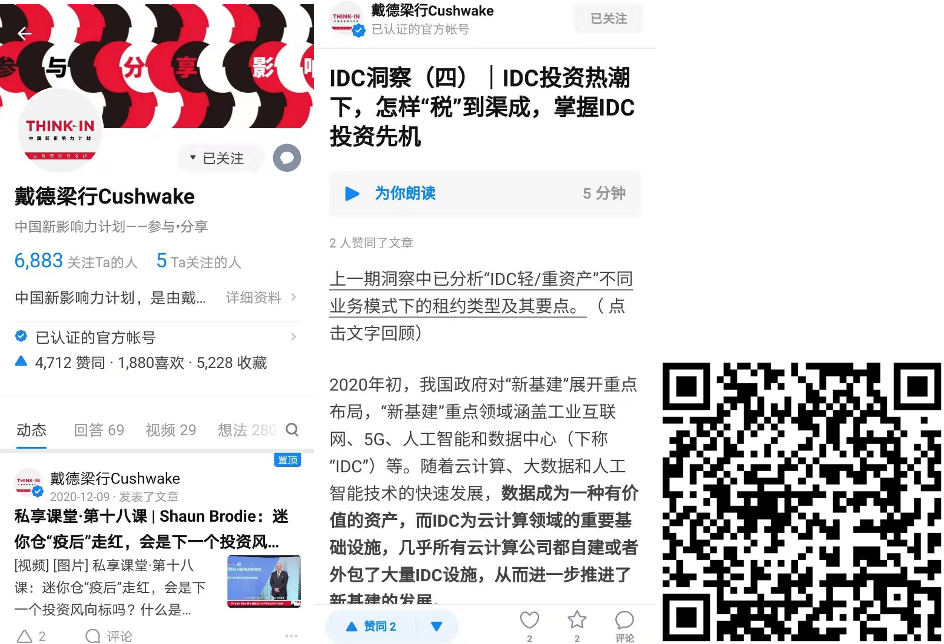 参与分享影响
THINK-IN
中国新影响力计划
已关注
戴德梁行Cushwake
中国新影响力计划——参与•分享
6,883 关注Ta的人 5 Ta关注的人
中国新影响力计划，是由戴... 详细资料
已认证的官方帐号
4,712 赞同 · 1,880喜欢 · 5,228 收藏
动态 回答 69 视频 29 想法 280
置顶
THINK-IN
戴德梁行Cushwake
2020-12-09 · 发表了文章
私享课堂·第十八课 | Shaun Brodie：迷
你仓“疫后”走红，会是下一个投资风...
[视频] [图片] 私享课堂·第十八
课：迷你仓“疫后”走红，会是下
一个投资风向标吗？什么是...
2 评论
THINK-IN
戴德梁行Cushwake
已认证的官方帐号
已关注
IDC洞察（四）｜IDC投资热潮
下，怎样“税”到渠成，掌握IDC
投资先机
为你朗读 5 分钟
2 人赞同了文章
上一期洞察中已分析“IDC轻/重资产”不同
业务模式下的租约类型及其要点。（ 点
击文字回顾）
2020年初，我国政府对“新基建”展开重点
布局，“新基建”重点领域涵盖工业互联
网、5G、人工智能和数据中心（下称
“IDC”）等。随着云计算、大数据和人工
智能技术的快速发展，数据成为一种有价
值的资产，而IDC为云计算领域的重要基
础设施，几乎所有云计算公司都自建或者
外包了大量IDC设施，从而进一步推进了
新基建的发展。
赞同 2
2 2 评论